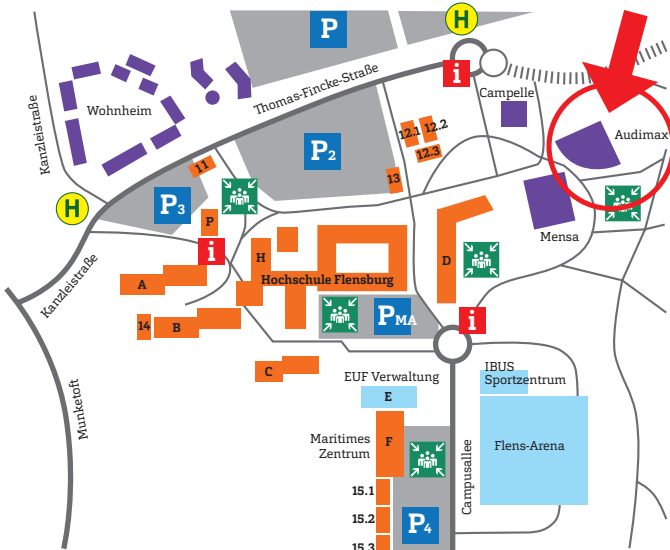 P
H
i
Thomas-Fincke-Straße
Kanzleistraße
Wohnheim
Campelle
Audimax
12.1
12.2
12.3
P2
11
13
P3
H
P
i
Mensa
H
D
Hochschule Flensburg
Kanzleistraße
A
14
B
PMA
i
C
EUF Verwaltung
E
IBUS
Sportzentrum
Munketoft
Maritimes
Zentrum
F
Flens-Arena
Campusallee
15.1
15.2
P4
15.3